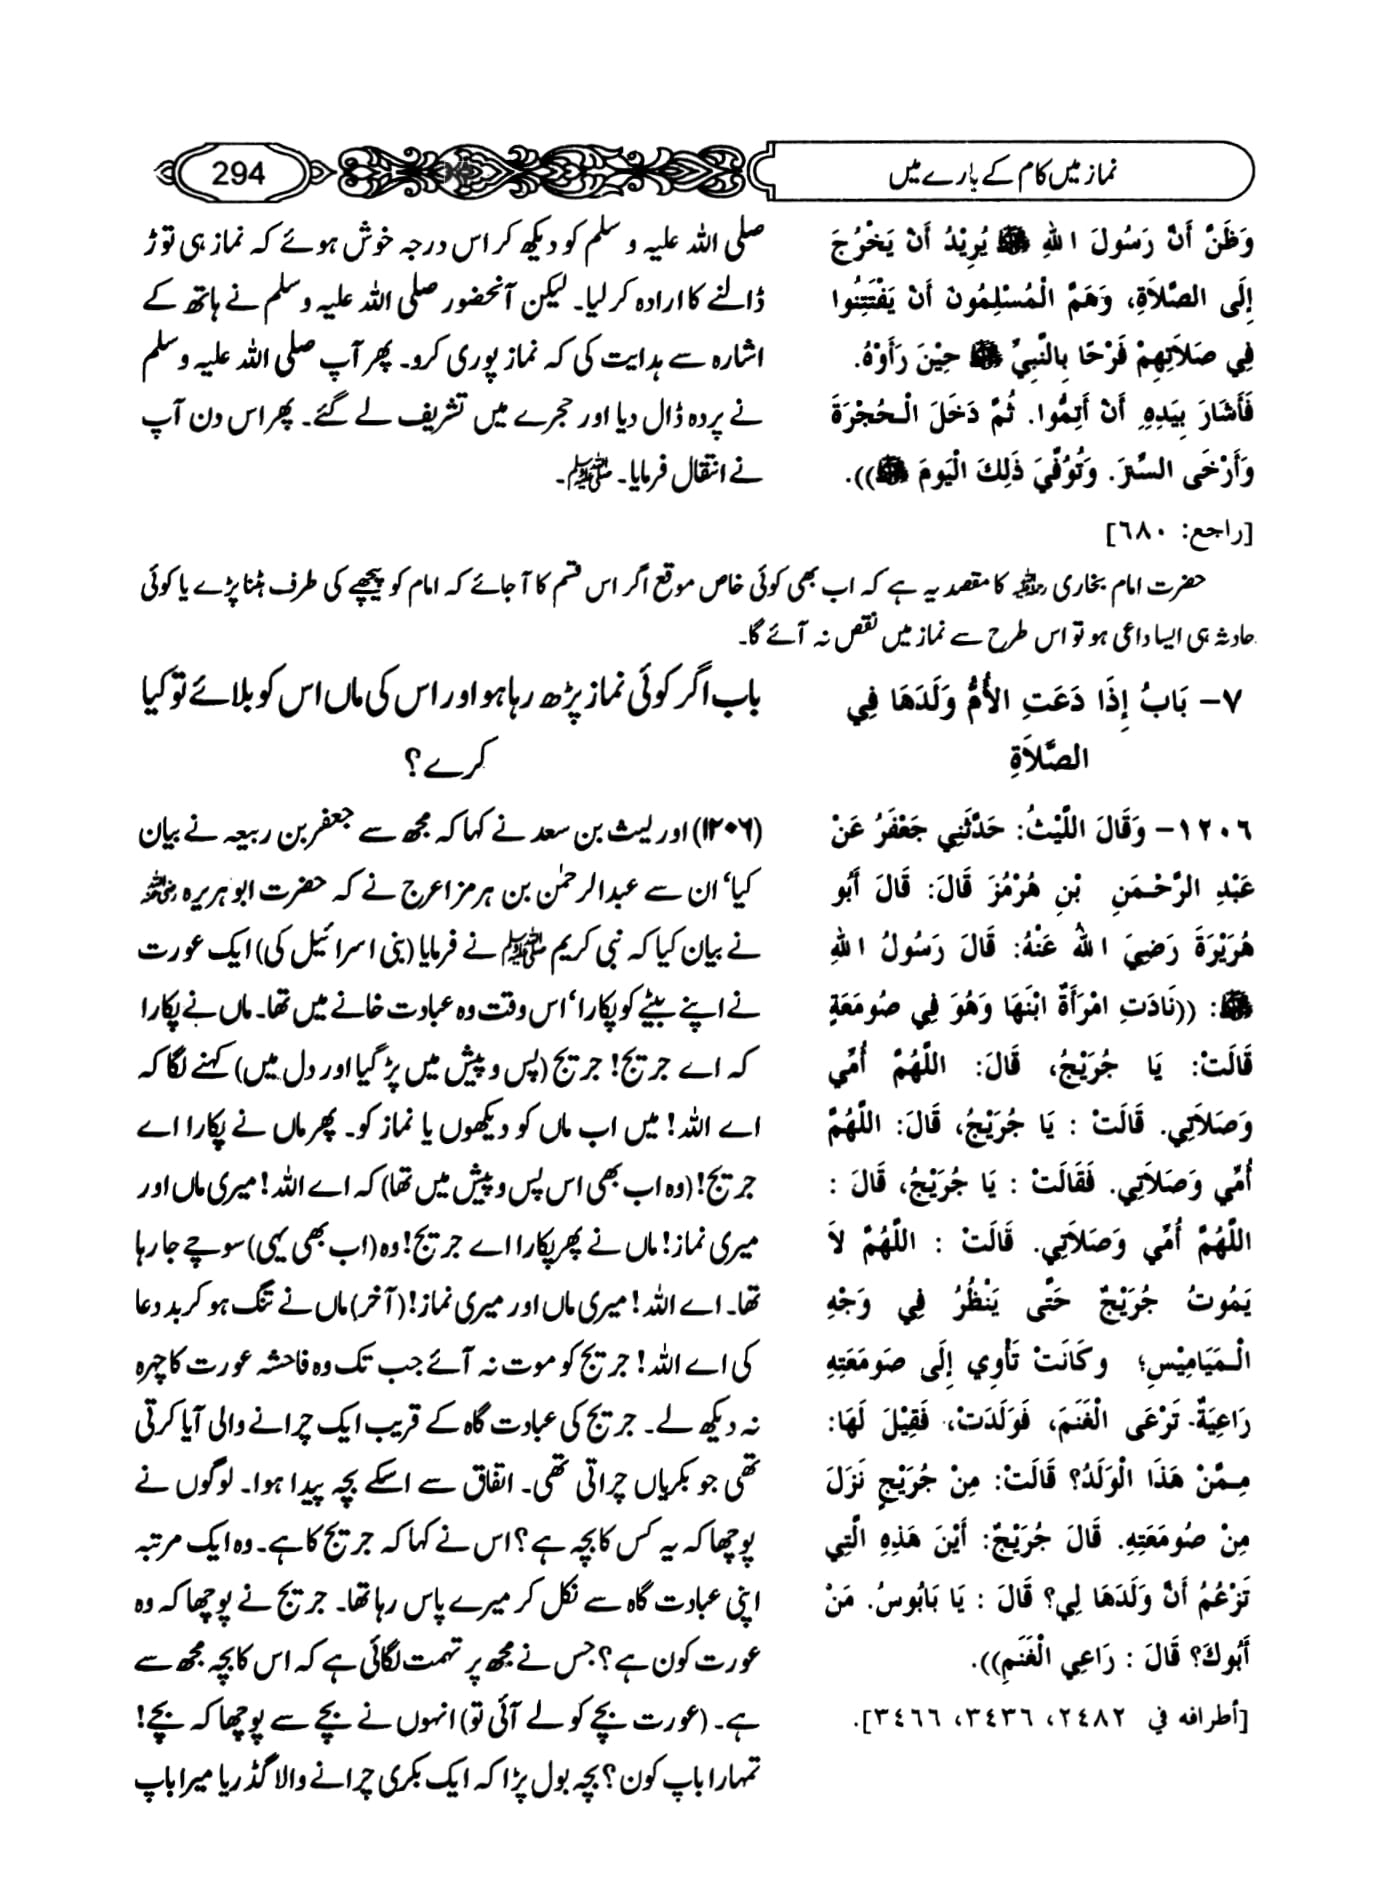 نماز میں کام کے بارے میں
294
وَظَنَّ أَنَّ رَسُولَ اللهِ ﷺ يُرِيْدُ أَنْ يَخْرُجَ
إِلَى الصَّلاَةِ، وَهَمَّ الْمُسْلِمُونَ أَنْ يَفْتَتِنُوا
فِي صَلاَتِهِمْ فَرْحًا بِالنَّبِيِّ ﷺ حِيْنَ رَأَوْهُ.
فَأَشَارَ بِيَدِهِ أَنْ أَتِمُّوا. ثُمَّ دَخَلَ الْحُجْرَةَ
وَأَرْخَى السِّتْرَ. وَتُوُفِّيَ ذَلِكَ الْيَومَ ﷺ)).
[راجع: ٦٨٠]
صلی اللہ علیہ و سلم کو دیکھ کر اس درجہ خوش ہوئے کہ نماز ہی توڑ
ڈالنے کا ارادہ کر لیا۔ لیکن آنحضور صلی اللہ علیہ وسلم نے ہاتھ کے
اشارہ سے ہدایت کی کہ نماز پوری کرو۔ پھر آپ صلی اللہ علیہ وسلم
نے پردہ ڈال دیا اور حجرے میں تشریف لے گئے۔ پھر اس دن آپ
نے انتقال فرمایا۔ ﷺ۔
حضرت امام بخاری رحمۃ اللہ علیہ کا مقصد یہ ہے کہ اب بھی کوئی خاص موقع اگر اس قسم کا آ جائے کہ امام کو پیچھے کی طرف ہٹنا پڑے یا کوئی
حادثہ ہی ایسا داعی ہو تو اس طرح سے نماز میں نقص نہ آئے گا۔
٧- بَابُ إِذَا دَعَتِ الأُمُّ وَلَدَهَا فِي
الصَّلاَةِ
باب اگر کوئی نماز پڑھ رہا ہو اور اس کی ماں اس کو بلائے تو کیا
کرے؟
١٢٠٦- وَقَالَ اللَّيْثُ: حَدَّثَنِي جَعْفَرُ عَنْ
عَبْدِ الرَّحْمَنِ بْنِ هُرْمُزَ قَالَ: قَالَ أَبُو
هُرَيْرَةَ رَضِيَ اللهُ عَنْهُ: قَالَ رَسُولُ اللهِ
ﷺ: ((نَادَتِ امْرَأَةٌ ابْنَهَا وَهُوَ فِي صُومَعَةٍ
قَالَتْ: يَا جُرَيْجُ، قَالَ: اللَّهُمَّ أُمِّي
وَصَلاَتِي. قَالَتْ : يَا جُرَيْجُ، قَالَ: اللَّهُمَّ
أُمِّي وَصَلاَتِي. فَقَالَتْ : يَا جُرَيْجُ، قَالَ :
اللَّهُمَّ أُمِّي وَصَلاَتِي. قَالَتْ : اللَّهُمَّ لاَ
يَمُوتُ جُرَيْجٌ حَتَّى يَنْظُرُ فِي وَجْهِ
الْمَيَامِيْسِ؛ وكَانَتْ تَأْوِي إِلَى صَومَعَتِهِ
رَاعِيَةٌ تَرْعَى الْغَنَمَ، فَوَلَدَتْ، فَقِيْلَ لَهَا:
مِمَّنْ هَذَا الْوَلَدُ؟ قَالَتْ: مِنْ جُرَيْجٍ نَزَلَ
مِنْ صُومَعَتِهِ. قَالَ جُرَيْجٌ: أَيْنَ هَذِهِ الَّتِي
تَزْعُمُ أَنَّ وَلَدَهَا لِي؟ قَالَ : يَا بَابُوسُ. مَنْ
أَبُوكَ؟ قَالَ : رَاعِي الْغَنَمِ)).
[أطرافه في ٢٤٨٢، ٣٤٣٦، ٣٤٦٦].
(۱۲۰۶) اور لیث بن سعد نے کہا کہ مجھ سے جعفر بن ربیعہ نے بیان
کیا‘ ان سے عبدالرحمٰن بن ہرمز اعرج نے کہ حضرت ابو ہریرہ رضی اللہ عنہ
نے بیان کیا کہ نبی کریم ﷺ نے فرمایا (بنی اسرائیل کی) ایک عورت
نے اپنے بیٹے کو پکارا‘ اس وقت وہ عبادت خانے میں تھا۔ ماں نے پکارا
کہ اے جریج! جریج (پس و پیش میں پڑ گیا اور دل میں) کہنے لگا کہ
اے اللہ! میں اب ماں کو دیکھوں یا نماز کو۔ پھر ماں نے پکارا اے
جریج! (وہ اب بھی اس پس و پیش میں تھا) کہ اے اللہ! میری ماں اور
میری نماز! ماں نے پھر پکارا اے جریج! وہ (اب بھی یہی) سوچے جا رہا
تھا۔ اے اللہ! میری ماں اور میری نماز! (آخر) ماں نے تنگ ہو کر بد دعا
کی اے اللہ! جریج کو موت نہ آئے جب تک وہ فاحشہ عورت کا چہرہ
نہ دیکھ لے۔ جریج کی عبادت گاہ کے قریب ایک چرانے والی آیا کرتی
تھی جو بکریاں چراتی تھی۔ اتفاق سے اسکے بچہ پیدا ہوا۔ لوگوں نے
پوچھا کہ یہ کس کا بچہ ہے؟ اس نے کہا کہ جریج کا ہے۔ وہ ایک مرتبہ
اپنی عبادت گاہ سے نکل کر میرے پاس رہا تھا۔ جریج نے پوچھا کہ وہ
عورت کون ہے؟ جس نے مجھ پر تہمت لگائی ہے کہ اس کا بچہ مجھ سے
ہے۔ (عورت بچے کو لے آئی تو) انہوں نے بچے سے پوچھا کہ بچے!
تمہارا باپ کون؟ بچہ بول پڑا کہ ایک بکری چرانے والا گڈریا میرا باپ